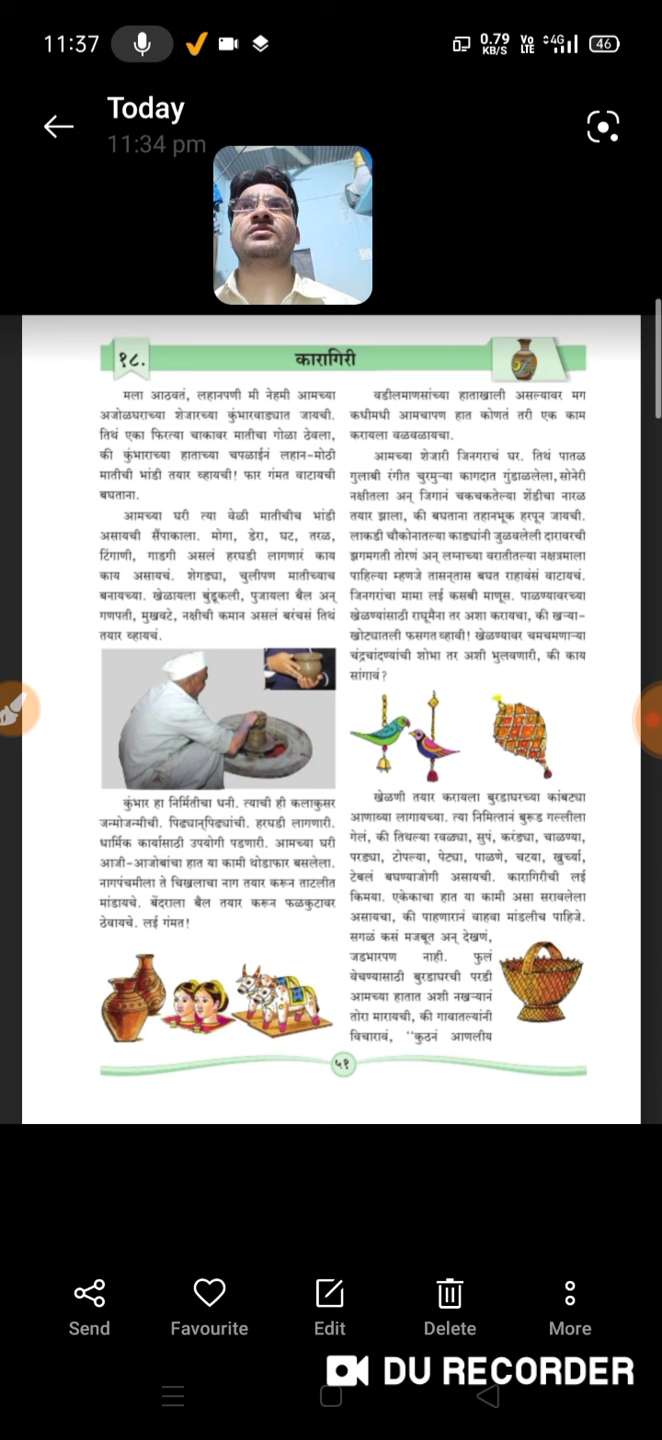 11:37
0.79 KB/S
Vo LTE
4G
46
Today
11:34 pm
१८.
कारागिरी
मला आठवतं, लहानपणी मी नेहमी आमच्या
अजोळघराच्या शेजारच्या कुंभारवाड्यात जायची.
तिथं एका फिरत्या चाकावर मातीचा गोळा ठेवला,
की कुंभाराच्या हाताच्या चपळाईनं लहान-मोठी
मातीची भांडी तयार व्हायची! फार गंमत वाटायची
बघताना.
आमच्या घरी त्या वेळी मातीचीच भांडी
असायची सैंपाकाला. मोगा, डेरा, घट, तरळ,
टिंगाणी, गाडगी असलं हरघडी लागणारं काय
काय असायचं. शेगड्या, चुलीपण मातीच्याच
बनायच्या. खेळायला बुंडूकली, पुजायला बैल अन्
गणपती, मुखवटे, नक्षीची कमान असलं बरंचसं तिथं
तयार व्हायचं.
कुंभार हा निर्मितीचा धनी. त्याची ही कलाकुसर
जन्मोजन्मीची. पिढ्यान्‌पिढ्यांची. हरघडी लागणारी.
धार्मिक कार्यासाठी उपयोगी पडणारी. आमच्या घरी
आजी-आजोबांचा हात या कामी थोडाफार बसलेला.
नागपंचमीला ते चिखलाचा नाग तयार करून ताटलीत
मांडायचे. बेंदराला बैल तयार करून फळकुटावर
ठेवायचे. लई गंमत!
वडीलमाणसांच्या हाताखाली असल्यावर मग
कधीमधी आमचापण हात कोणतं तरी एक काम
करायला वळवळायचा.
आमच्या शेजारी जिनगराचं घर. तिथं पातळ
गुलाबी रंगीत चुरमुऱ्या कागदात गुंडाळलेला, सोनेरी
नक्षीतला अन् जिगानं चकचकतेल्या शेंडीचा नारळ
तयार झाला, की बघताना तहानभूक हरपून जायची.
लाकडी चौकोनातल्या काड्यांनी जुळवलेली दारावरची
झगमगती तोरणं अन् लग्नाच्या वरातीतल्या नक्षत्रमाला
पाहिल्या म्हणजे तासन्‌तास बघत राहावंसं वाटायचं.
जिनगरांचा मामा लई कसबी माणूस. पाळण्यावरच्या
खेळण्यांसाठी राघूमैना तर अशा करायचा, की खऱ्या-
खोट्यातली फसगत व्हावी! खेळण्यावर चमचमणाऱ्या
चंद्रचांदण्यांची शोभा तर अशी भुलवणारी, की काय
सांगावं?
खेळणी तयार करायला बुरडाघरच्या कांबट्या
आणाव्या लागायच्या. त्या निमित्तानं बुरूड गल्लीला
गेलं, की तिथल्या रवळ्या, सुपं, करंड्या, चाळण्या,
परड्या, टोपल्या, पेट्या, पाळणे, चटया, खुर्च्या,
टेबलं बघण्याजोगी असायची. कारागिरीची लई
किमया. एकेकाचा हात या कामी असा सरावलेला
असायचा, की पाहणारानं वाहवा मांडलीच पाहिजे.
सगळं कसं मजबूत अन् देखणं,
जडभारपण नाही. फुलं
वेचण्यासाठी बुरडाघरची परडी
आमच्या हातात अशी नखऱ्यानं
तोरा मारायची, की गावातल्यांनी
विचारावं, ‘‘कुठनं आणलीय
५१
Send
Favourite
Edit
Delete
More
DU RECORDER